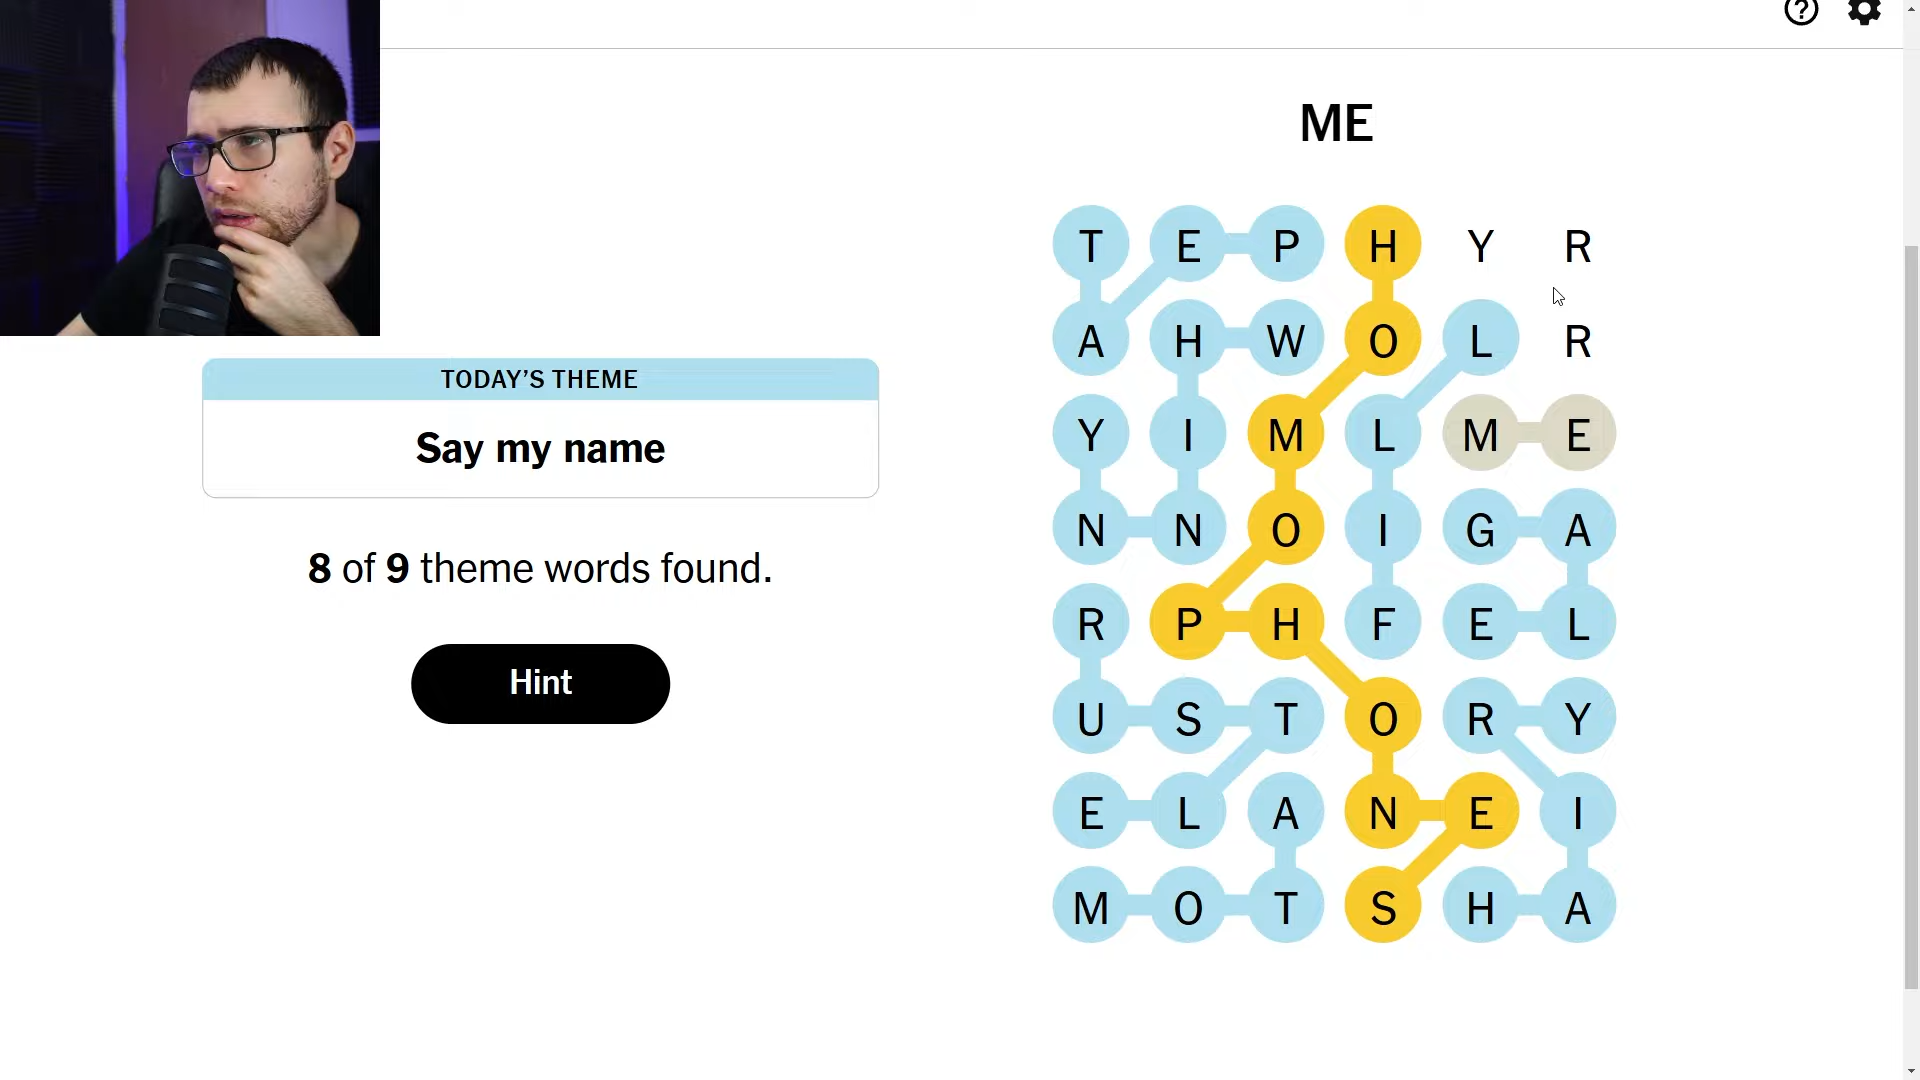 ?
ME
T E P H Y R
A H W O L R
Y I M L M E
N N O I G A
R P H F E L
U S T O R Y
E L A N E I
M O T S H A
TODAY’S THEME
Say my name
8 of 9 theme words found.
Hint